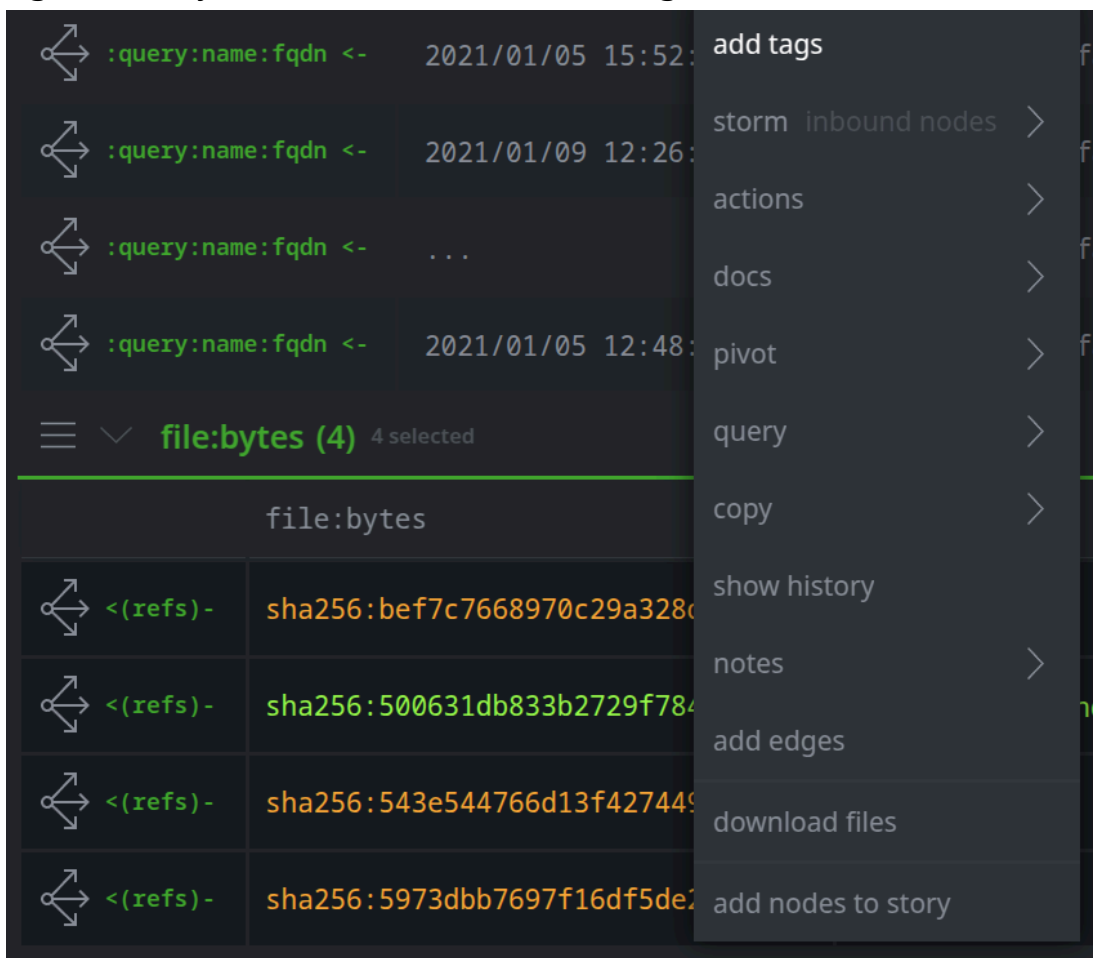 :query:name:fqdn <- 2021/01/05 15:52:
:query:name:fqdn <- 2021/01/09 12:26:
:query:name:fqdn <- ...
:query:name:fqdn <- 2021/01/05 12:48:
file:bytes (4) 4 selected
file:bytes
<(refs)- sha256:bef7c7668970c29a328
<(refs)- sha256:500631db833b2729f784
<(refs)- sha256:543e544766d13f427449
<(refs)- sha256:5973dbb7697f16df5de2
add tags
storm inbound nodes
actions
docs
pivot
query
copy
show history
notes
add edges
download files
add nodes to story